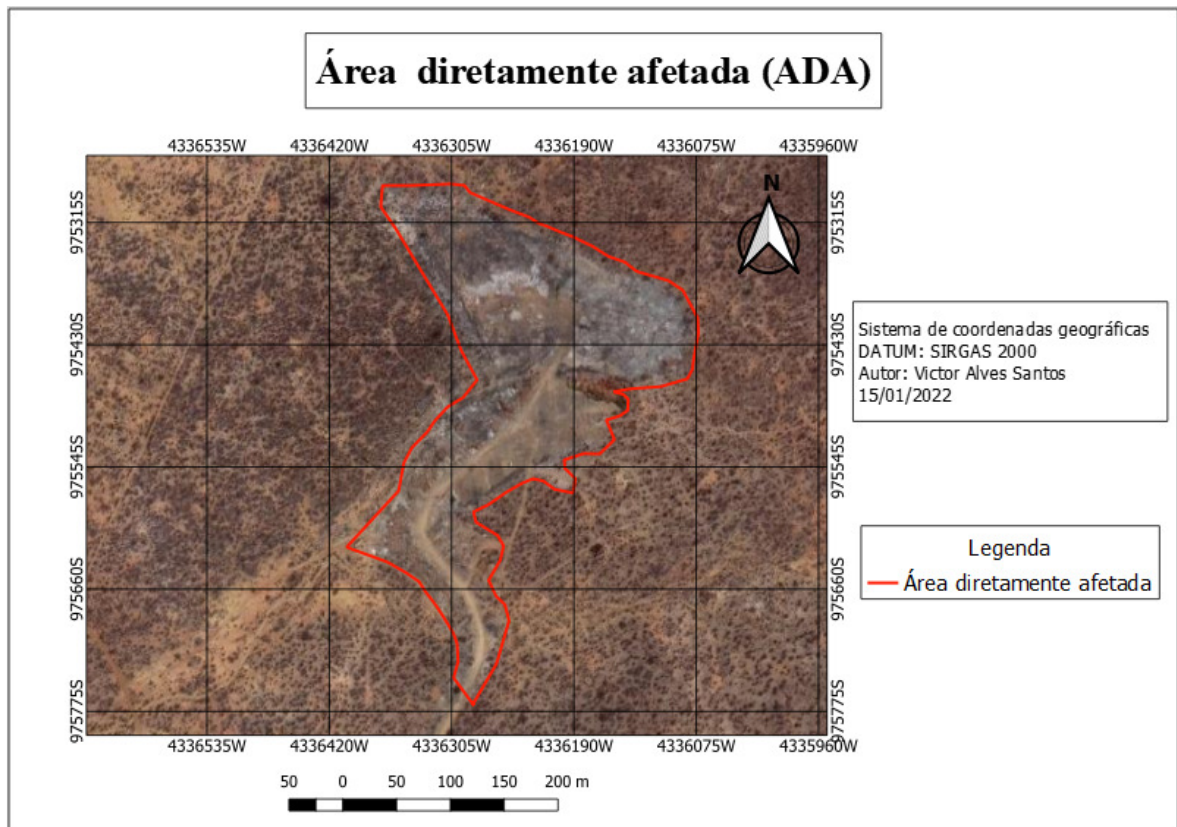 Área diretamente afetada (ADA)
4336535W 4336420W 4336305W 4336190W 4336075W 4335960W
N
975315S 975315S
975430S 975430S
975545S 975545S
975660S 975660S
975775S 975775S
4336535W 4336420W 4336305W 4336190W 4336075W 4335960W
Sistema de coordenadas geográficas
DATUM: SIRGAS 2000
Autor: Victor Alves Santos
15/01/2022
Legenda
Área diretamente afetada
50 0 50 100 150 200 m